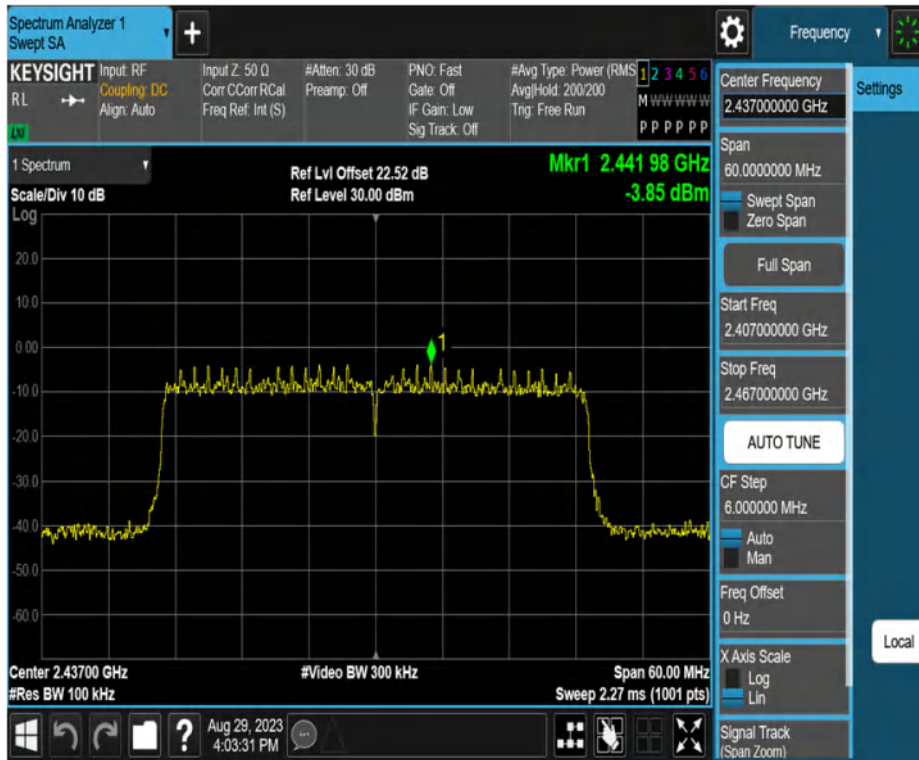 Spectrum Analyzer 1
Swept SA
+
Frequency
KEYSIGHT
RL
LXI
Input: RF
Coupling: DC
Align: Auto
Input Z: 50 Ω
Corr CCorr RCal
Freq Ref: Int (S)
#Atten: 30 dB
Preamp: Off
PNO: Fast
Gate: Off
IF Gain: Low
Sig Track: Off
#Avg Type: Power (RMS
Avg|Hold: 200/200
Trig: Free Run
1 2 3 4 5 6
M W W W W W
P P P P P P
1 Spectrum
Scale/Div 10 dB
Log
Ref Lvl Offset 22.52 dB
Ref Level 30.00 dBm
Mkr1 2.441 98 GHz
-3.85 dBm
20.0
10.0
0.00
-10.0
-20.0
-30.0
-40.0
-50.0
-60.0
1
Center 2.43700 GHz
#Res BW 100 kHz
#Video BW 300 kHz
Span 60.00 MHz
Sweep 2.27 ms (1001 pts)
?
Aug 29, 2023
4:03:31 PM
Center Frequency
2.437000000 GHz
Settings
Span
60.0000000 MHz
Swept Span
Zero Span
Full Span
Start Freq
2.407000000 GHz
Stop Freq
2.467000000 GHz
AUTO TUNE
CF Step
6.000000 MHz
Auto
Man
Freq Offset
0 Hz
Local
X Axis Scale
Log
Lin
Signal Track
(Span Zoom)